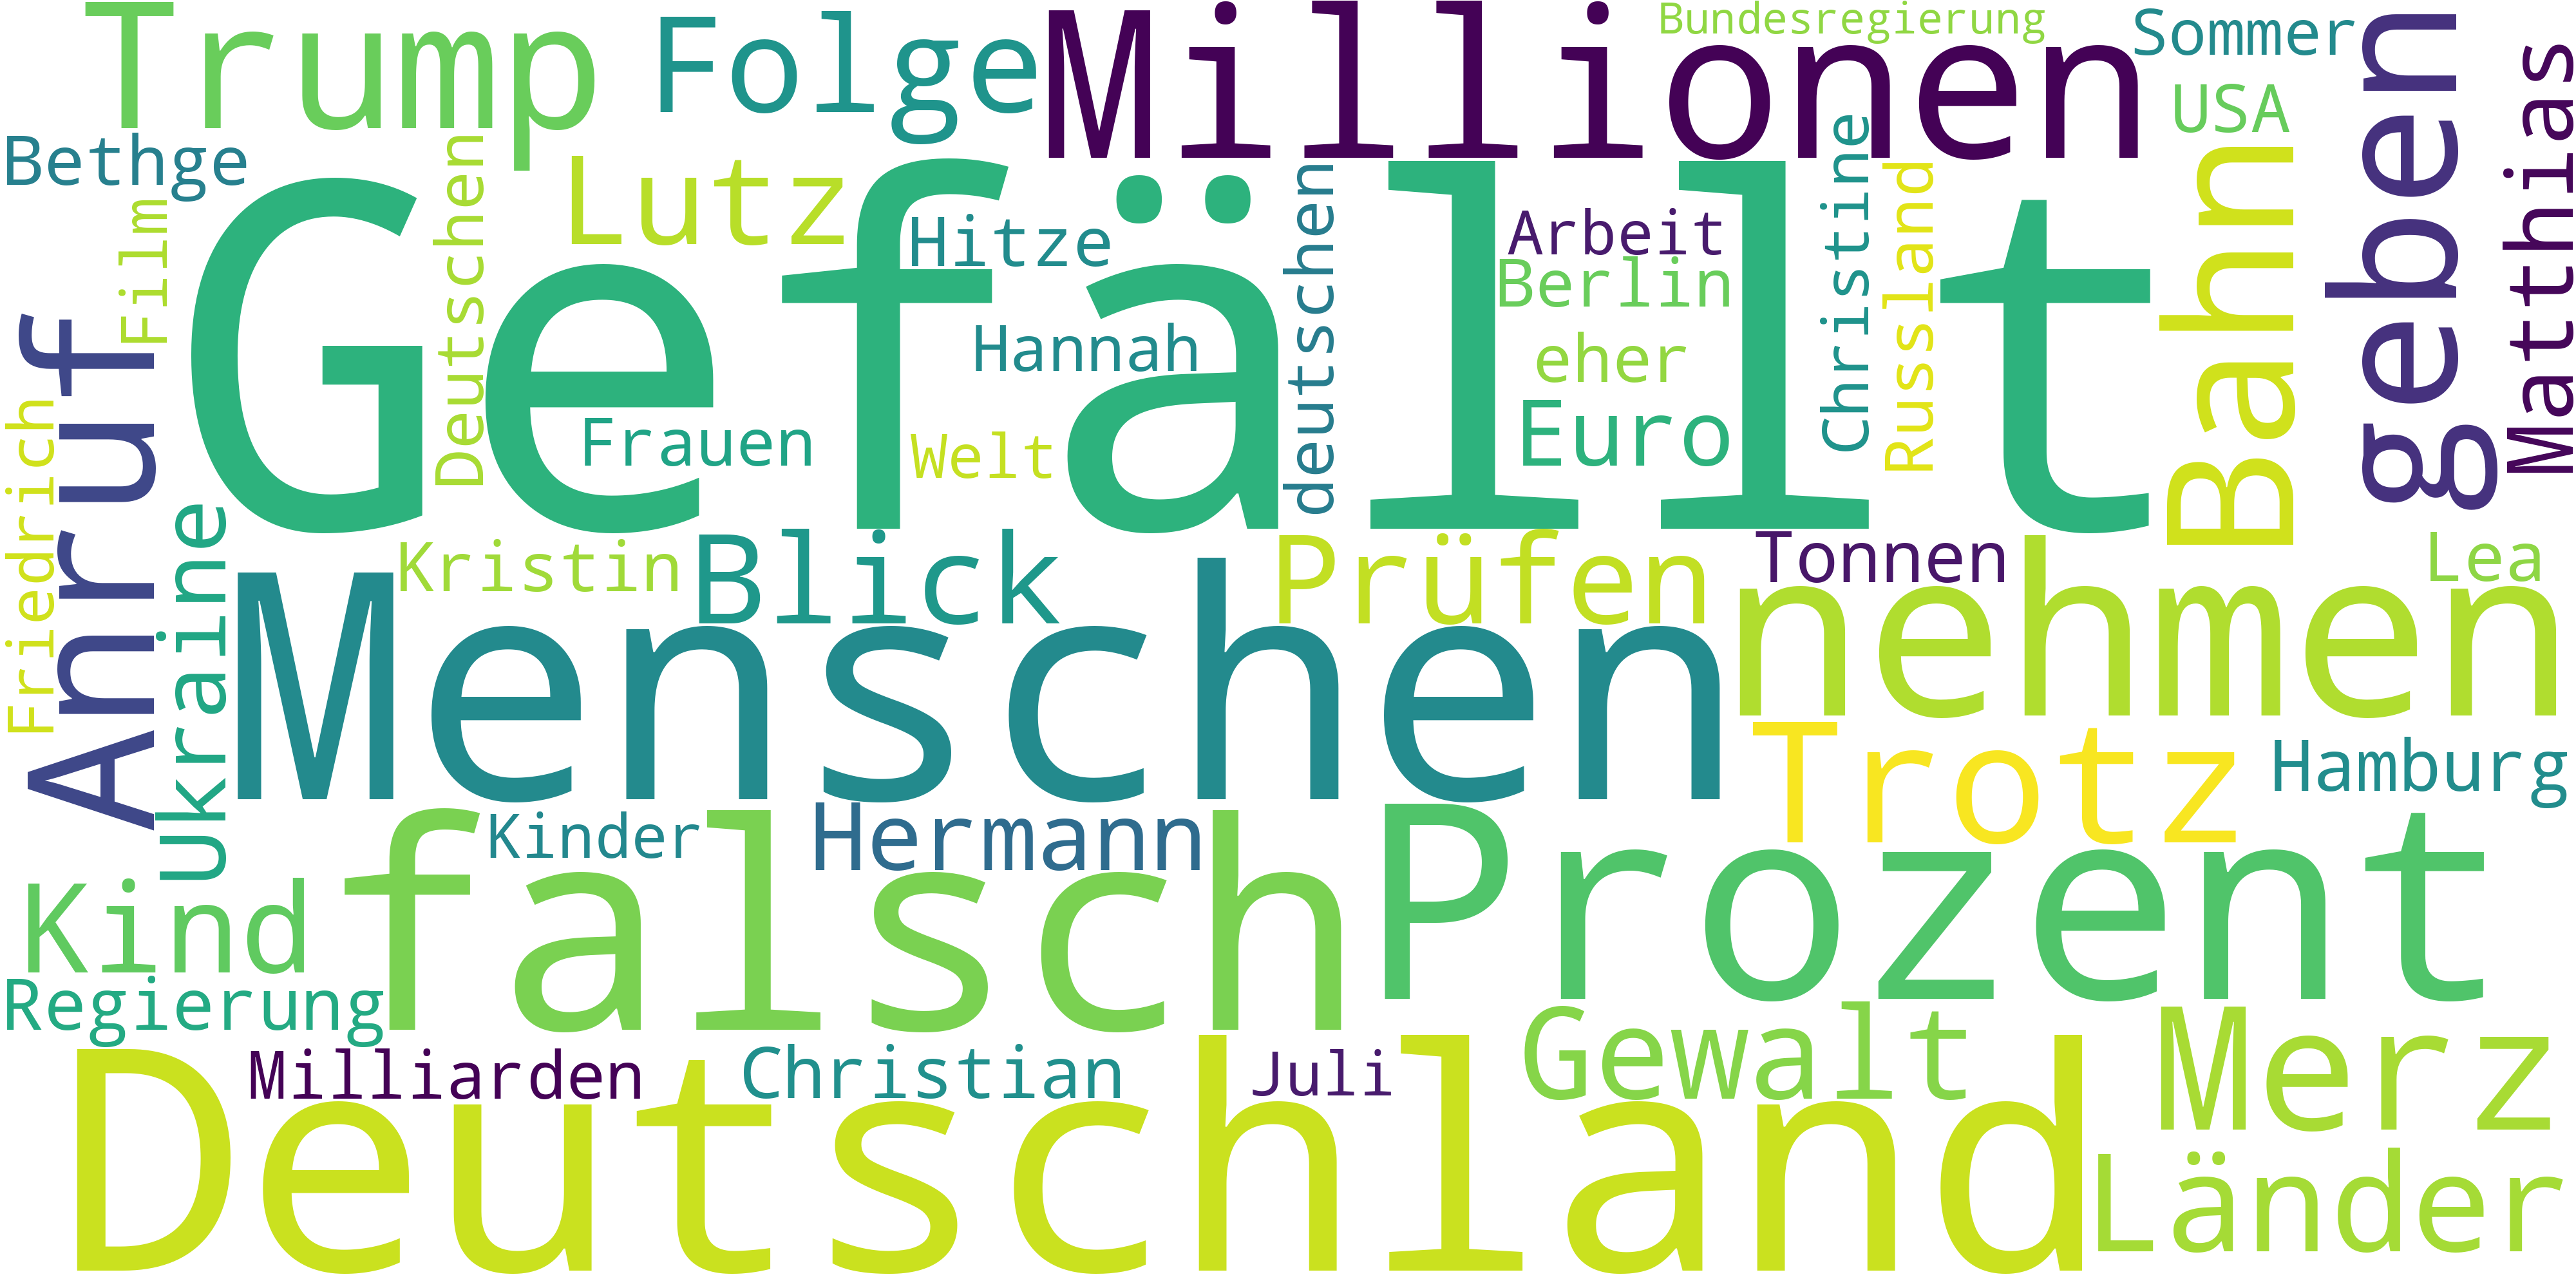 Trump
Folge
Millionen
Bundesregierung
Sommer
USA
geben
Matthias
Bethge
Film
Deutschen
Lutz
Hitze
deutschen
Arbeit
Berlin
Christine
Russland
Bahn
Gefällt
Hannah
eher
Euro
Frauen
Welt
Friedrich
Anruf
Ukraine
Kristin
Blick
Prüfen
Tonnen
Lea
Menschen
nehmen
Trotz
Hamburg
Kinder
Hermann
Kind
falsch
Prozent
Regierung
Milliarden
Christian
Juli
Gewalt
Merz
Deutschland
Länder